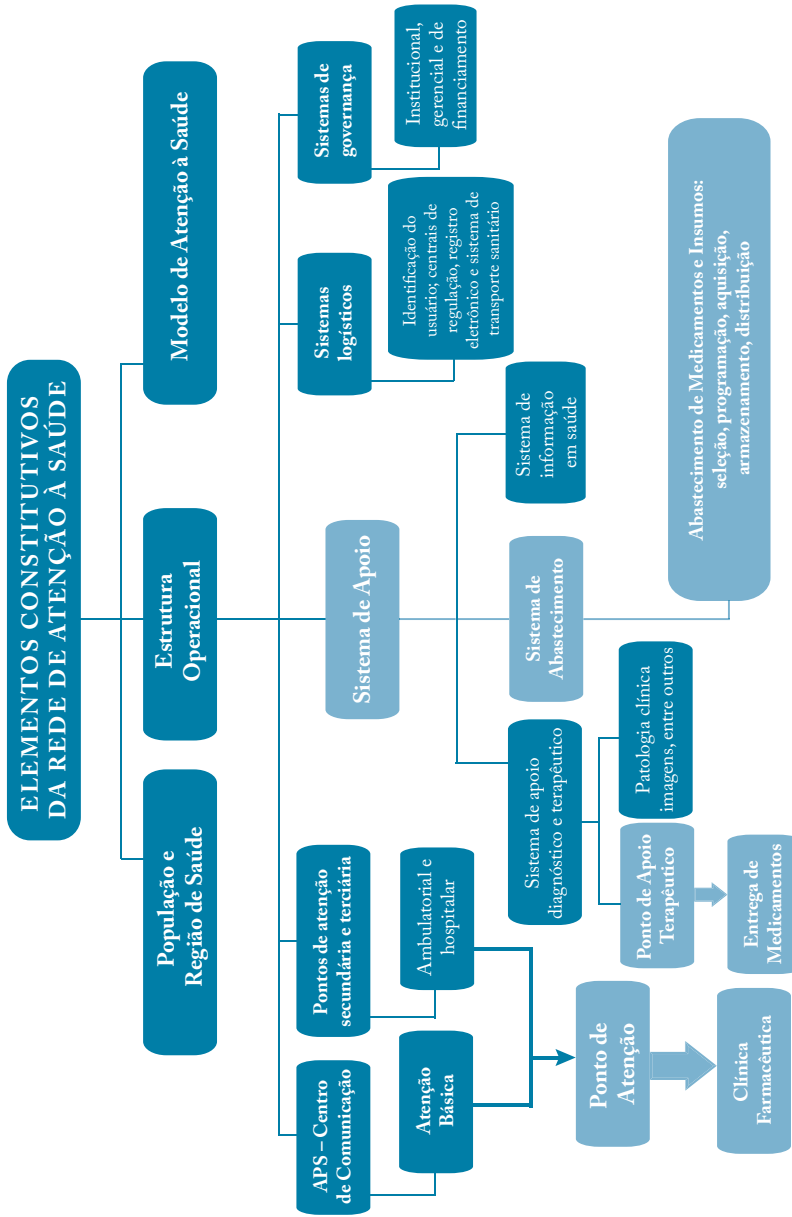 ELEMENTOS CONSTITUTIVOS
DA REDE DE ATENÇÃO À SAÚDE
População e
Região de Saúde
Estrutura
Operacional
Modelo de Atenção à Saúde
APS – Centro
de Comunicação
Pontos de atenção
secundária e terciária
Sistema de Apoio
Sistemas
logísticos
Sistemas de
governança
Atenção
Básica
Ambulatorial e
hospitalar
Identificação do
usuário; centrais de
regulação, registro
eletrônico e sistema de
transporte sanitário
Institucional,
gerencial e de
financiamento
Sistema de apoio
diagnóstico e terapêutico
Sistema de
Abastecimento
Sistema de
informação
em saúde
Ponto de
Atenção
Ponto de Apoio
Terapêutico
Patologia clínica
imagens, entre outros
Abastecimento de Medicamentos e Insumos:
seleção, programação, aquisição,
armazenamento, distribuição
Clínica
Farmacêutica
Entrega de
Medicamentos